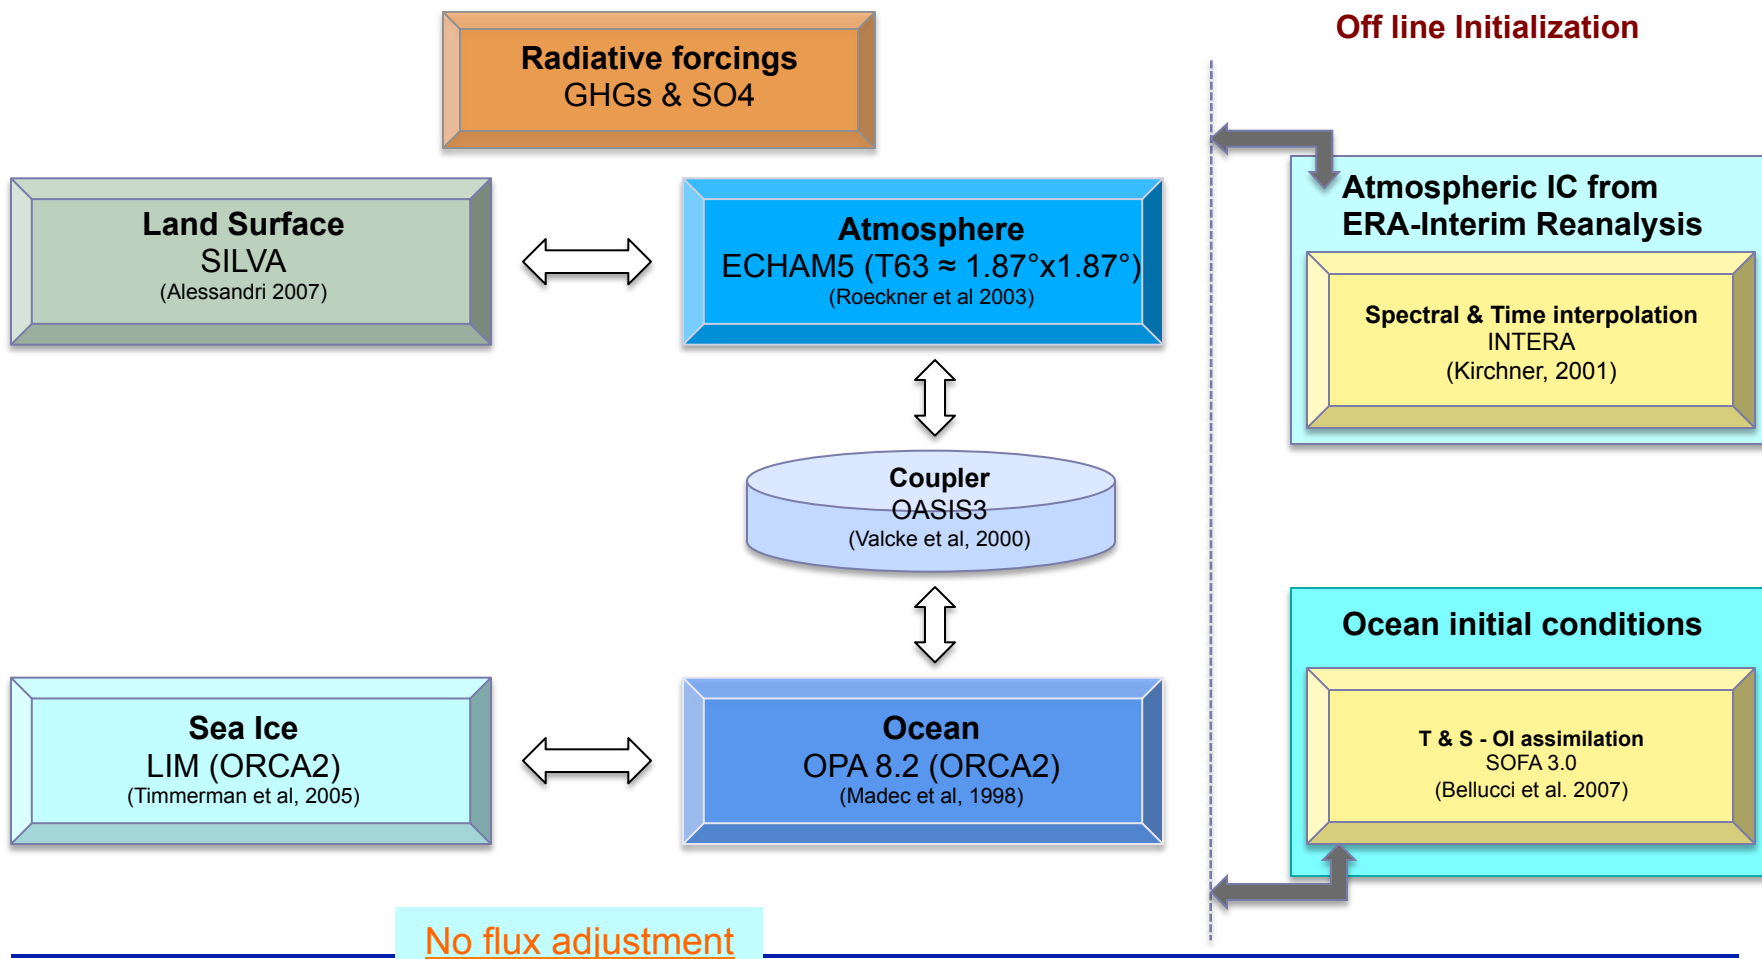 Off line Initialization
Radiative forcings
GHGs & SO4
Land Surface
SILVA
(Alessandri 2007)
Atmosphere
ECHAM5 (T63 ≈ 1.87°x1.87°)
(Roeckner et al 2003)
Atmospheric IC from
ERA-Interim Reanalysis
Spectral & Time interpolation
INTERA
(Kirchner, 2001)
Coupler
OASIS3
(Valcke et al, 2000)
Sea Ice
LIM (ORCA2)
(Timmerman et al, 2005)
Ocean
OPA 8.2 (ORCA2)
(Madec et al, 1998)
Ocean initial conditions
T & S - OI assimilation
SOFA 3.0
(Bellucci et al. 2007)
No flux adjustment